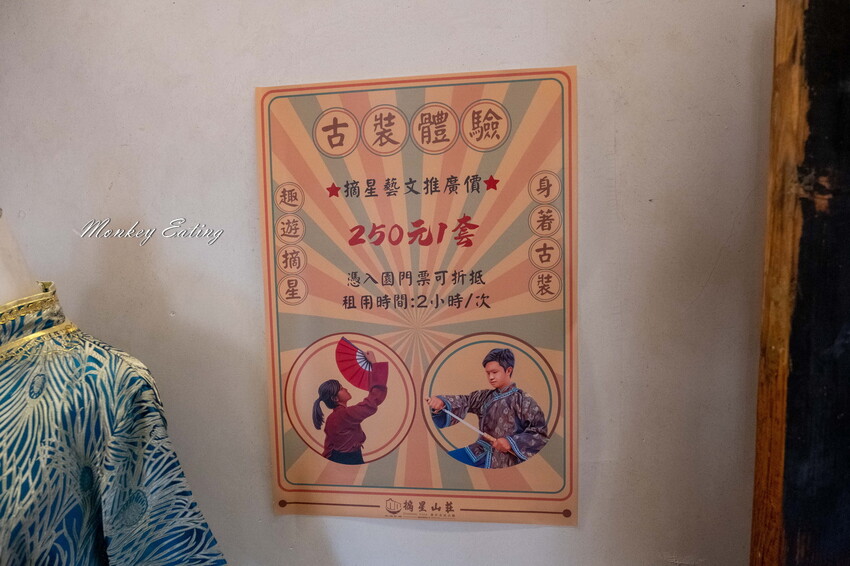 古裝體驗
摘星藝文推廣價
250元1套
憑入園門票可折抵
租用時間:2小時/次
趣遊摘星
身著古裝
摘星山莊
Monkey Eating